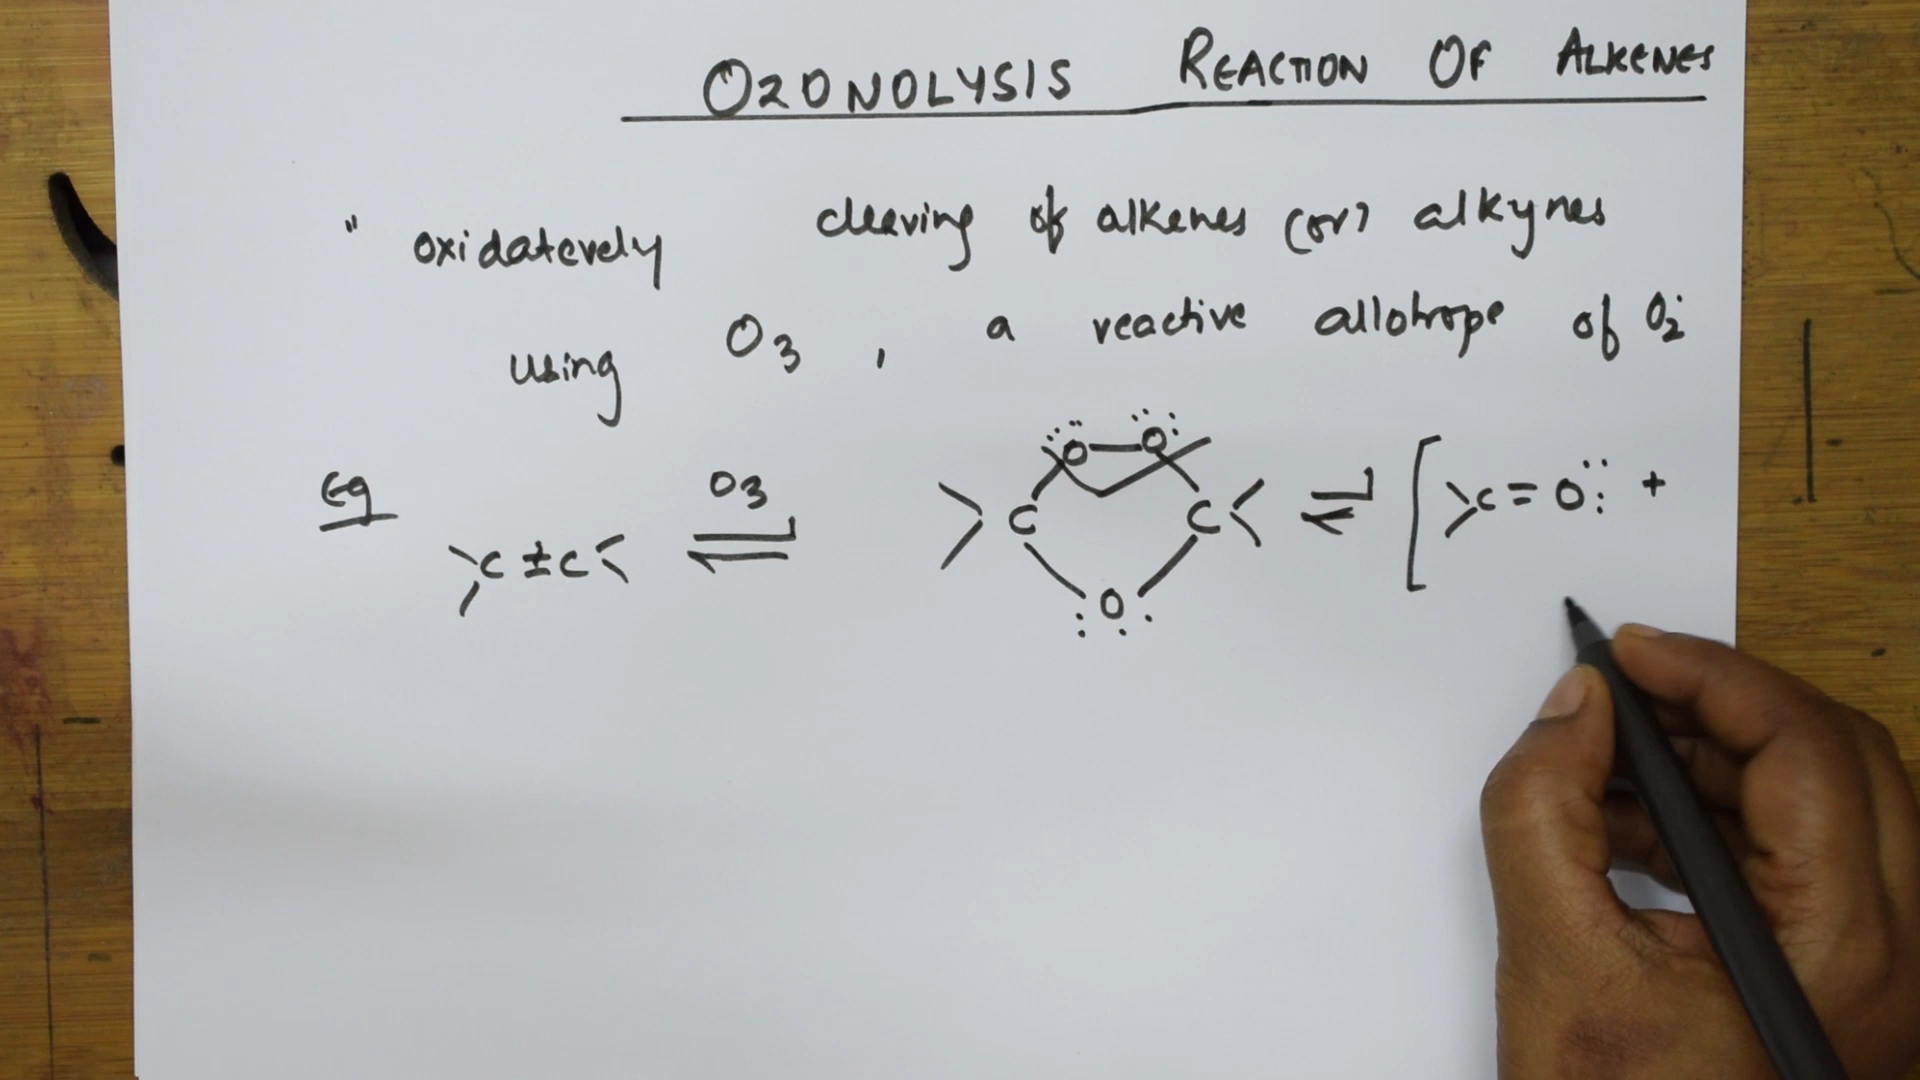 OZONOLYSIS REACTION OF ALKENES
" oxidatevely cleaving of alkenes (or) alkynes
using O3 , a reactive allotrope of O2
Eg >C=C< O3 ⇌ >C O—O C< O ⇌ [ >C=O: +